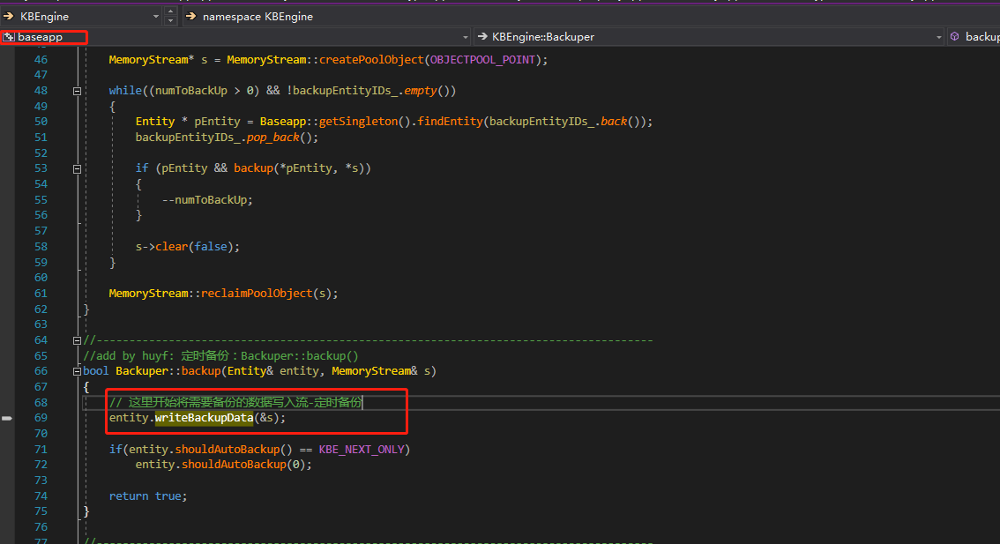 KBEngine
namespace KBEngine
baseapp
KBEngine::Backuper
backup
46 MemoryStream* s = MemoryStream::createPoolObject(OBJECTPOOL_POINT);
47
48 while((numToBackUp > 0) && !backupEntityIDs_.empty())
49 {
50 Entity * pEntity = Baseapp::getSingleton().findEntity(backupEntityIDs_.back());
51 backupEntityIDs_.pop_back();
52
53 if (pEntity && backup(*pEntity, *s))
54 {
55 --numToBackUp;
56 }
57
58 s->clear(false);
59 }
60
61 MemoryStream::reclaimPoolObject(s);
62 }
63
64 //-------------------------------------------------------------------------------------
65 //add by huyf: 定时备份：Backuper::backup()
66 bool Backuper::backup(Entity& entity, MemoryStream& s)
67 {
68 // 这里开始将需要备份的数据写入流-定时备份
69 entity.writeBackupData(&s);
70
71 if(entity.shouldAutoBackup() == KBE_NEXT_ONLY)
72 entity.shouldAutoBackup(0);
73
74 return true;
75 }
76
77 //-------------------------------------------------------------------------------------